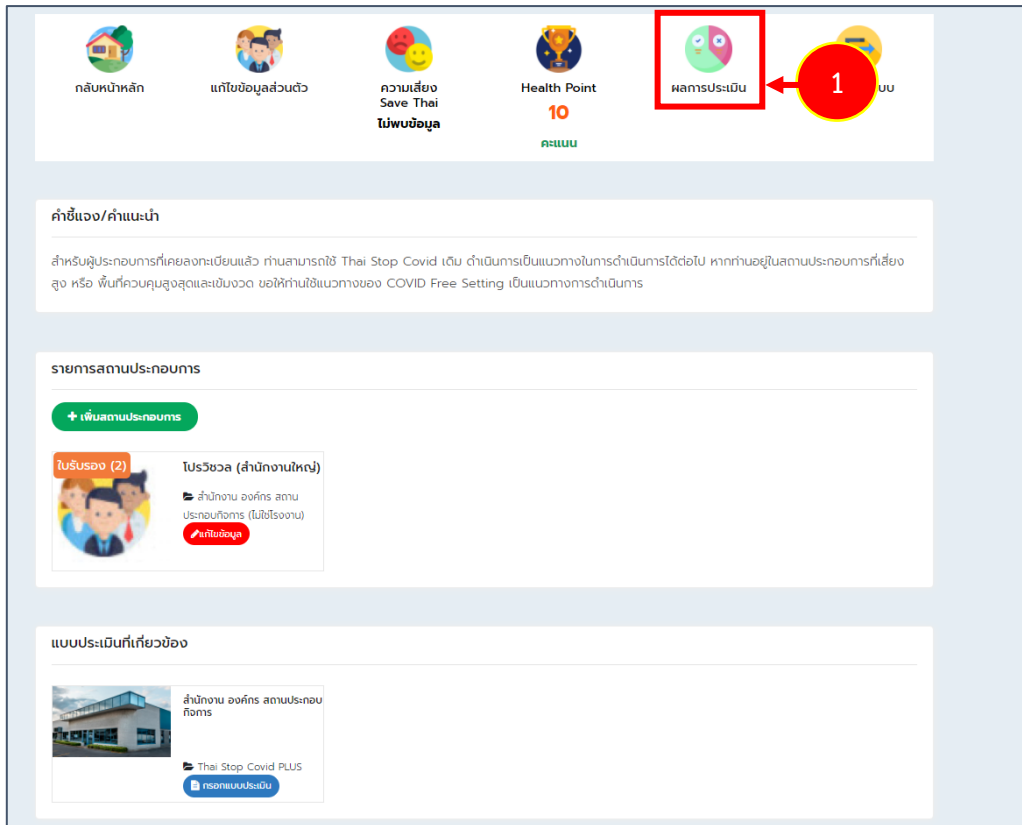 กลับหน้าหลัก
แก้ไขข้อมูลส่วนตัว
ความเสี่ยง
Save Thai
ไม่พบข้อมูล
Health Point
10
คะแนน
ผลการประเมิน
1
บบ
คำชี้แจง/คำแนะนำ
สำหรับผู้ประกอบการที่เคยลงทะเบียนแล้ว ท่านสามารถใช้ Thai Stop Covid เดิม ดำเนินการเป็นแนวทางในการดำเนินการได้ต่อไป หากท่านอยู่ในสถานประกอบการที่เสี่ยง
สูง หรือ พื้นที่ควบคุมสูงสุดและเข้มงวด ขอให้ท่านใช้แนวทางของ COVID Free Setting เป็นแนวทางการดำเนินการ
รายการสถานประกอบการ
+ เพิ่มสถานประกอบการ
ใบรับรอง (2)
โปรวิชวล (สำนักงานใหญ่)
สำนักงาน องค์กร สถาน
ประกอบกิจการ (ไม่ใช่โรงงาน)
แก้ไขข้อมูล
แบบประเมินที่เกี่ยวข้อง
สำนักงาน องค์กร สถานประกอบ
กิจการ
Thai Stop Covid PLUS
กรอกแบบประเมิน